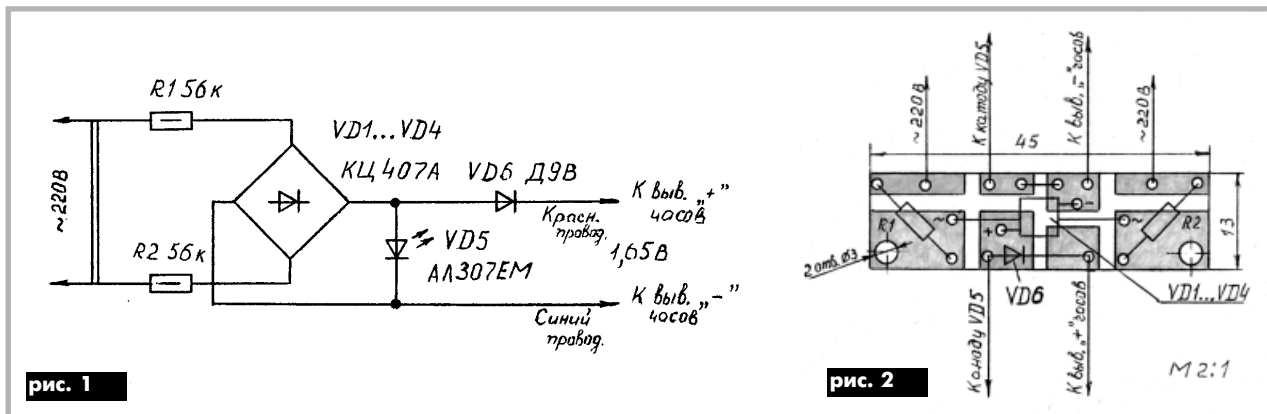 R1 56к
VD1...VD4
КЦ407А
VD6 Д9В
К выв. „+”
часов
Красн.
провод.
~220В
VD5
АЛ307ЕМ
1,65В
R2 56к
К выв. „-”
часов
Синий
провод.
рис. 1
~220В
К катоду VD5
К выв. „-” часов
~220В
45
~
-
~
R1
+
R2
13
2 отв. Ø3
VD6
VD1...VD4
К аноду VD5
К выв. „+” часов
М 2:1
рис. 2